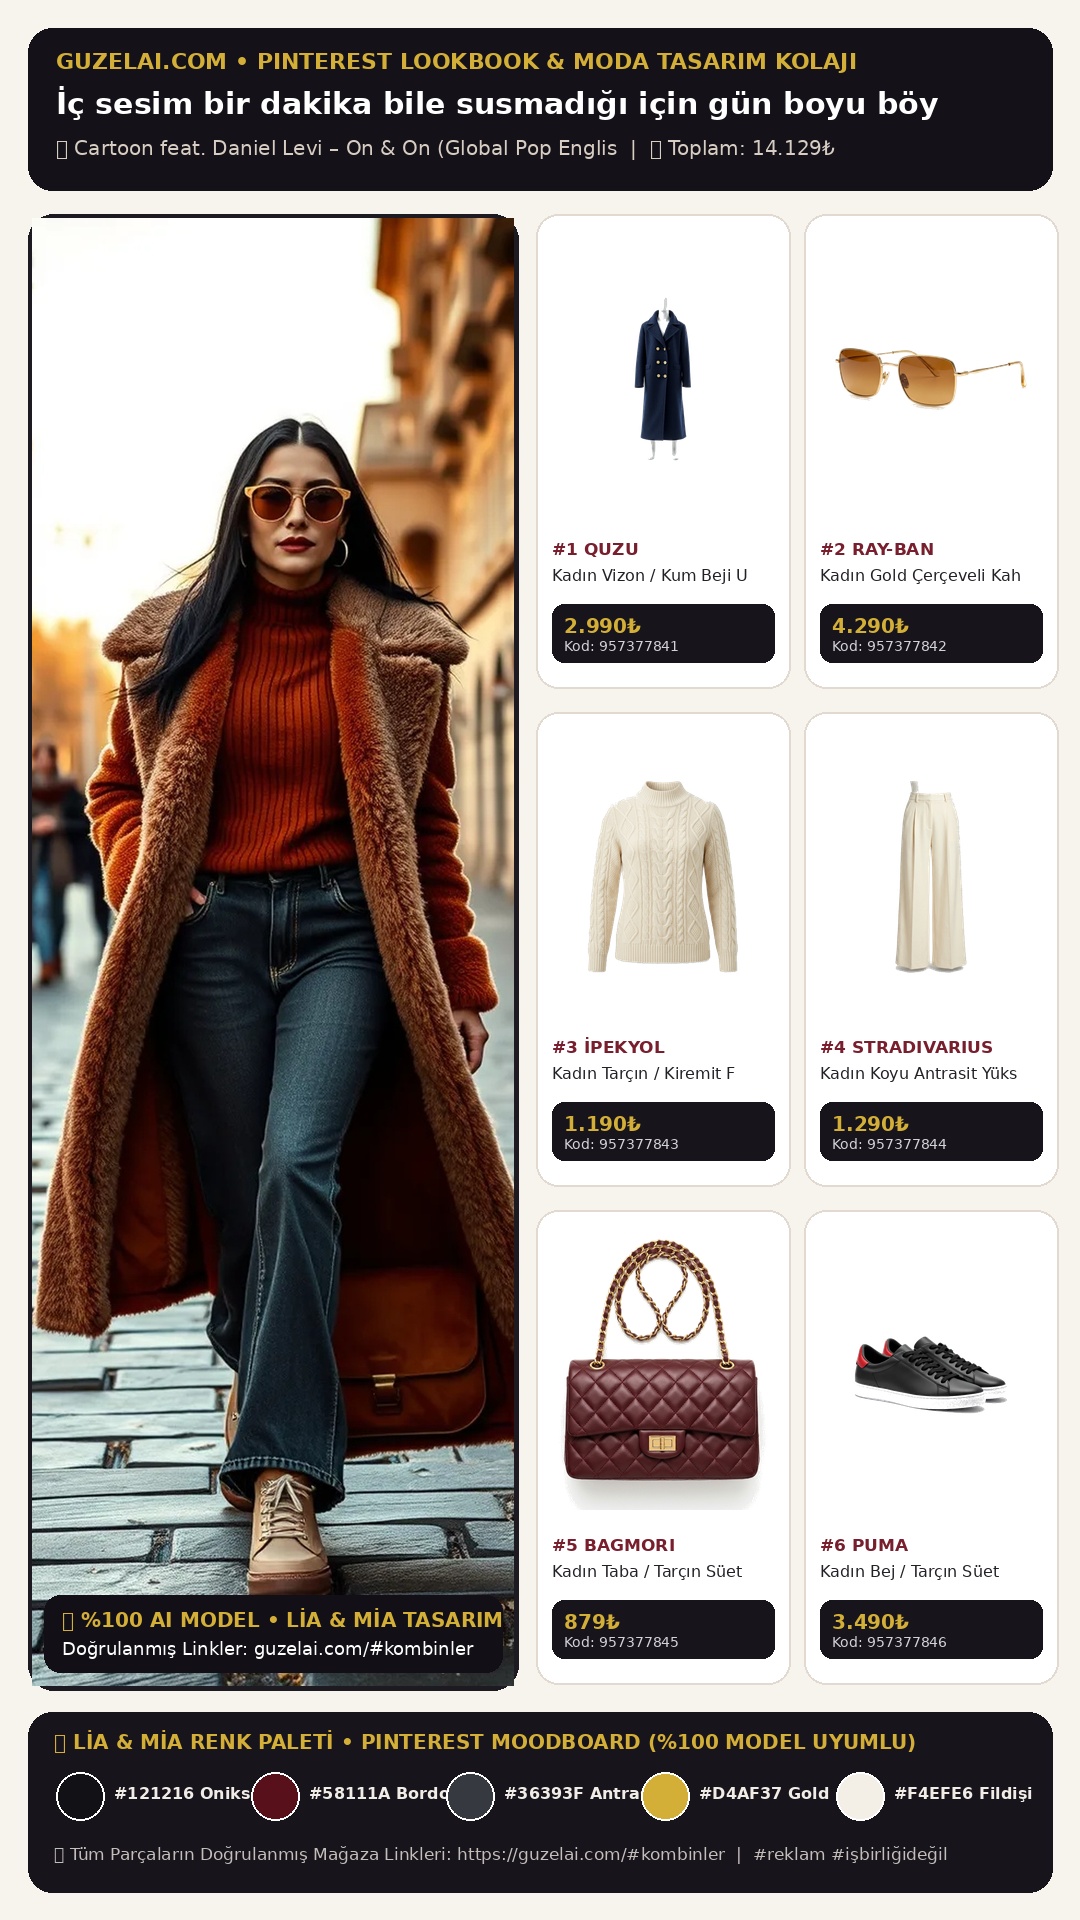 GUZELAI.COM • PINTEREST LOOKBOOK & MODA TASARIM KOLAJI
İç sesim bir dakika bile susmadığı için gün boyu böy
Cartoon feat. Daniel Levi – On & On (Global Pop Englis | Toplam: 14.129₺
#1 QUZU
Kadın Vizon / Kum Beji U
2.990₺
Kod: 957377841
#2 RAY-BAN
Kadın Gold Çerçeveli Kah
4.290₺
Kod: 957377842
#3 İPEKYOL
Kadın Tarçın / Kiremit F
1.190₺
Kod: 957377843
#4 STRADIVARIUS
Kadın Koyu Antrasit Yüks
1.290₺
Kod: 957377844
#5 BAGMORI
Kadın Taba / Tarçın Süet
879₺
Kod: 957377845
#6 PUMA
Kadın Bej / Tarçın Süet
3.490₺
Kod: 957377846
%100 AI MODEL • LİA & MİA TASARIM
Doğrulanmış Linkler: guzelai.com/#kombinler
LİA & MİA RENK PALETİ • PINTEREST MOODBOARD (%100 MODEL UYUMLU)
#121216 Oniks #58111A Bordo #36393F Antra #D4AF37 Gold #F4EFE6 Fildişi
Tüm Parçaların Doğrulanmış Mağaza Linkleri: https://guzelai.com/#kombinler | #reklam #işbirliğideğil